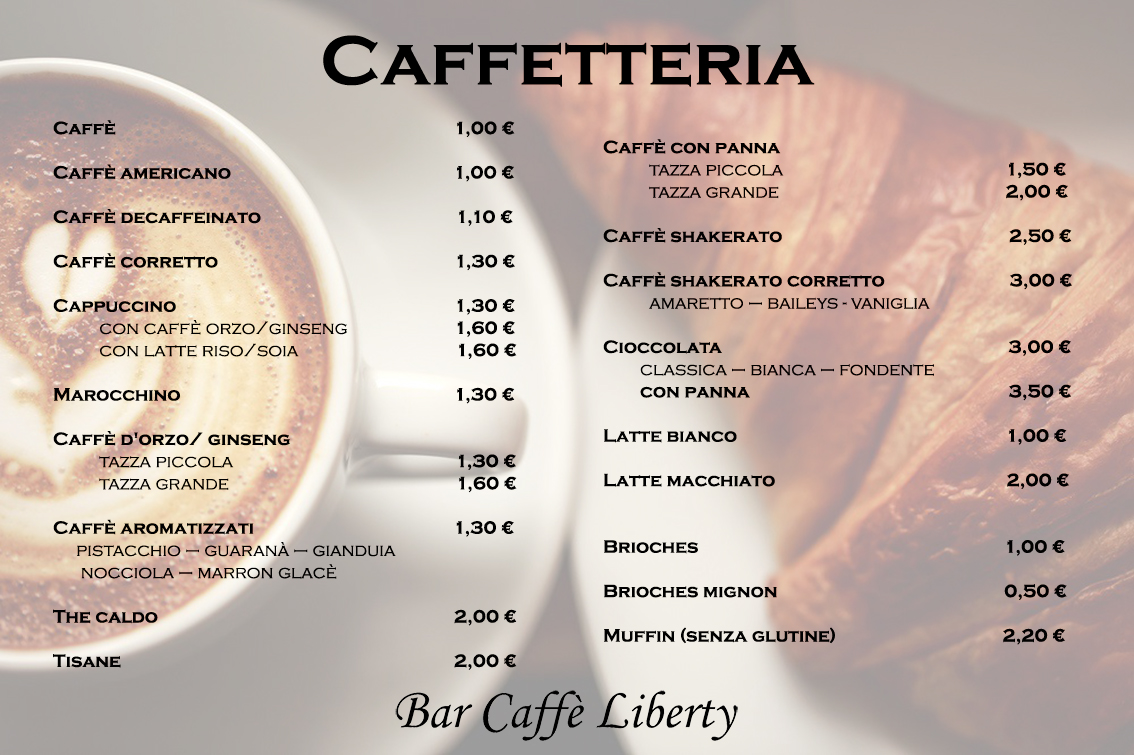 CAFFETTERIA
CAFFÈ 1,00 €
CAFFÈ AMERICANO 1,00 €
CAFFÈ DECAFFEINATO 1,10 €
CAFFÈ CORRETTO 1,30 €
CAPPUCCINO 1,30 €
CON CAFFÈ ORZO/GINSENG 1,60 €
CON LATTE RISO/SOIA 1,60 €
MAROCCHINO 1,30 €
CAFFÈ D'ORZO/ GINSENG
TAZZA PICCOLA 1,30 €
TAZZA GRANDE 1,60 €
CAFFÈ AROMATIZZATI 1,30 €
PISTACCHIO – GUARANÀ – GIANDUIA
NOCCIOLA – MARRON GLACÈ
THE CALDO 2,00 €
TISANE 2,00 €
CAFFÈ CON PANNA
TAZZA PICCOLA 1,50 €
TAZZA GRANDE 2,00 €
CAFFÈ SHAKERATO 2,50 €
CAFFÈ SHAKERATO CORRETTO 3,00 €
AMARETTO – BAILEYS - VANIGLIA
CIOCCOLATA 3,00 €
CLASSICA – BIANCA – FONDENTE
CON PANNA 3,50 €
LATTE BIANCO 1,00 €
LATTE MACCHIATO 2,00 €
BRIOCHES 1,00 €
BRIOCHES MIGNON 0,50 €
MUFFIN (SENZA GLUTINE) 2,20 €
Bar Caffè Liberty